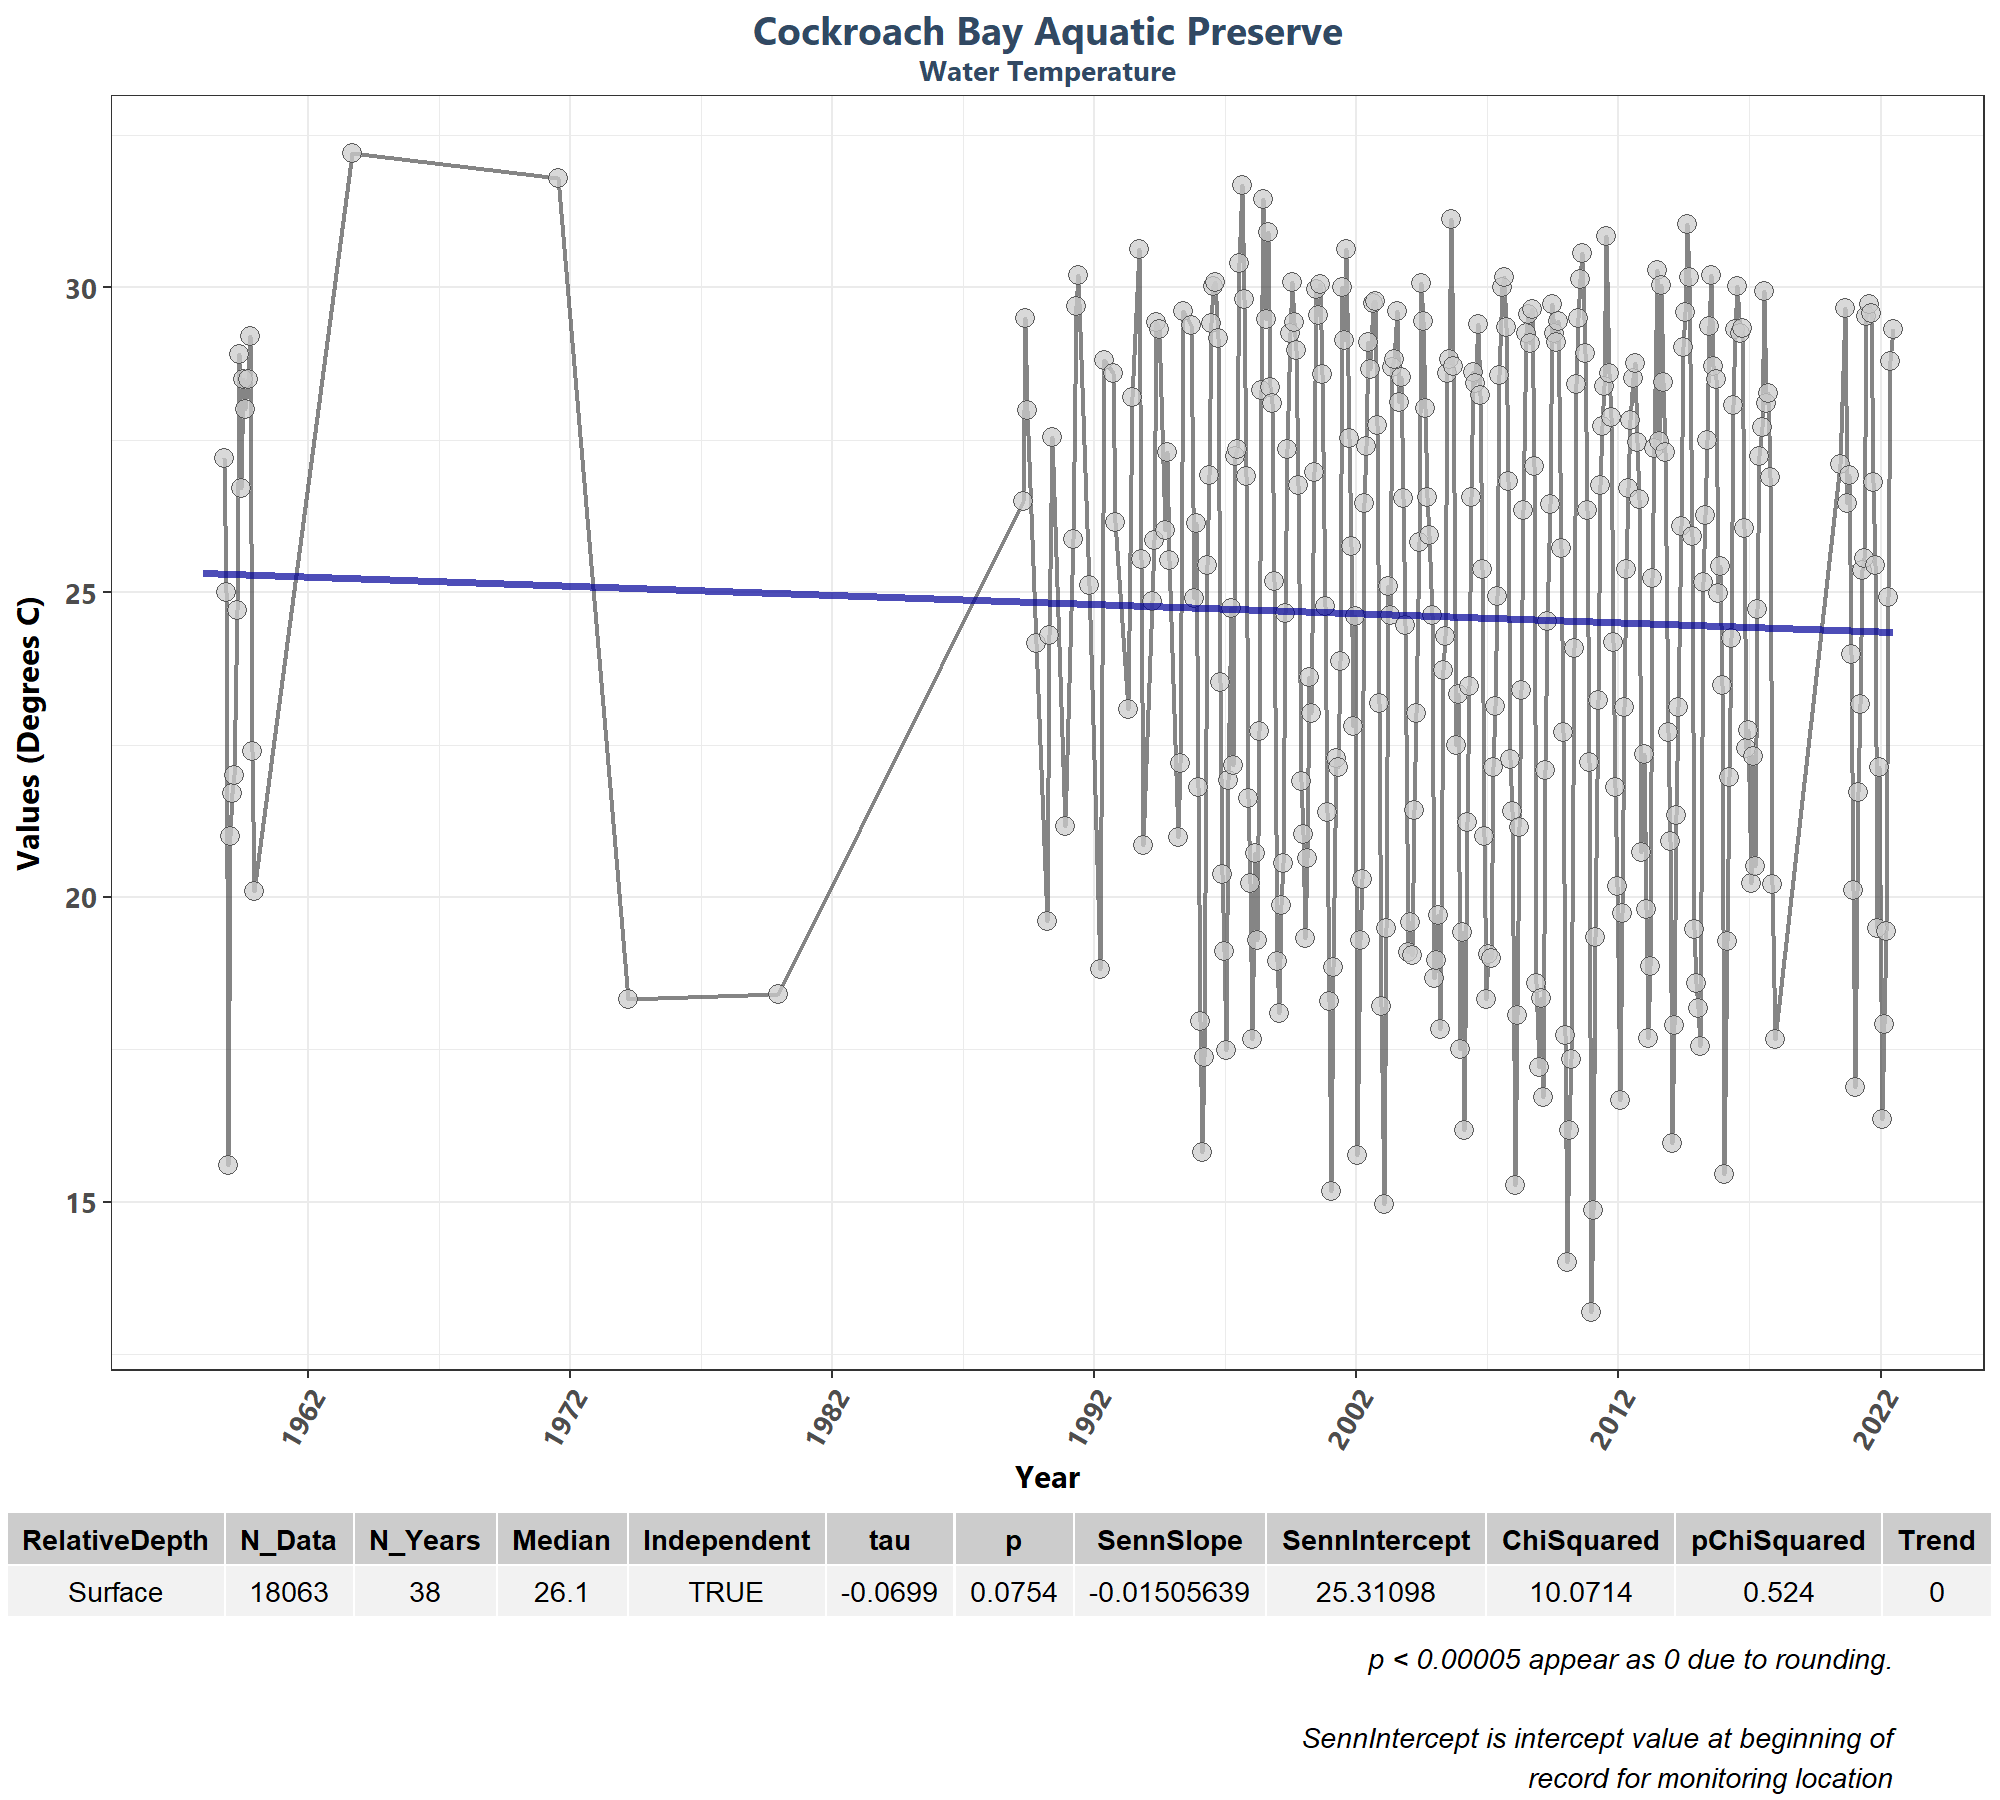 Cockroach Bay Aquatic Preserve
Water Temperature
Values (Degrees C)
30
25
20
15
1962 1972 1982 1992 2002 2012 2022
Year
RelativeDepth N_Data N_Years Median Independent tau p SennSlope SennIntercept ChiSquared pChiSquared Trend
Surface 18063 38 26.1 TRUE -0.0699 0.0754 -0.01505639 25.31098 10.0714 0.524 0
p < 0.00005 appear as 0 due to rounding.
SennIntercept is intercept value at beginning of
record for monitoring location